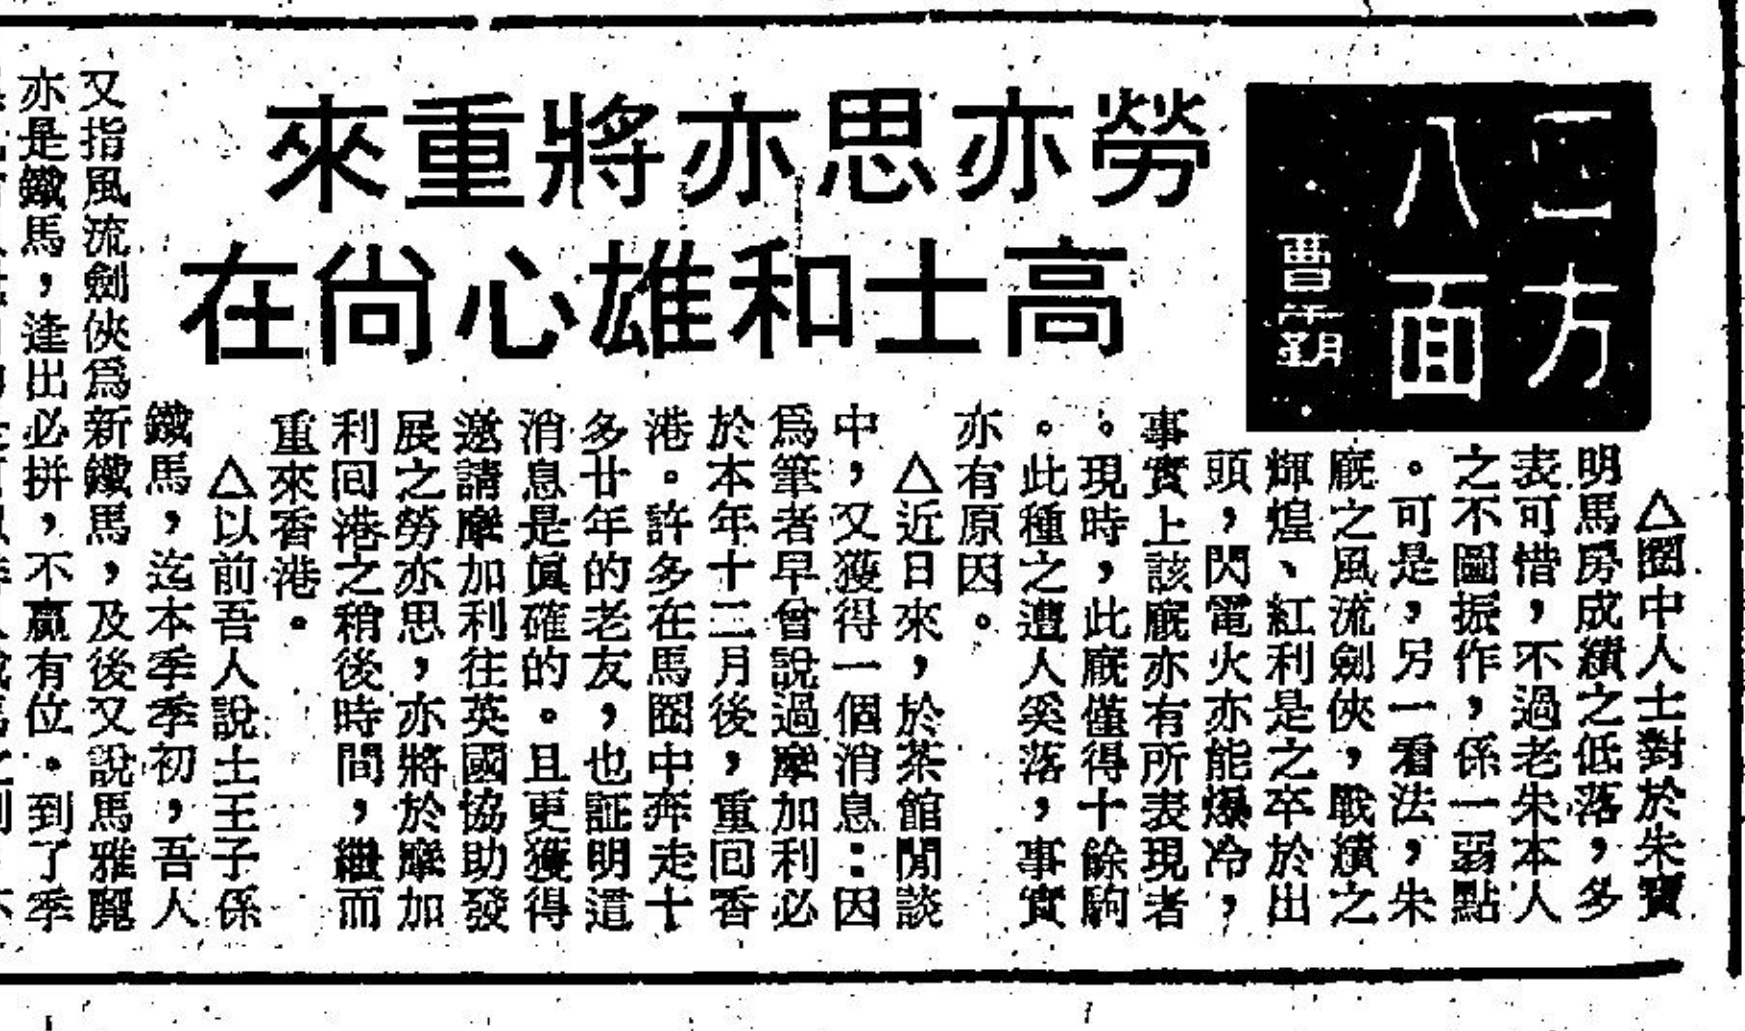 四方
八面
勞亦思亦將重來
高士和雄心尙在
△圈中人士對於朱寶
明馬房成績之低落，多
表可惜，不過老朱本人
之不圖振作，係一弱點
。可是，另一看法，朱
廐之風流劍俠，戰績之
輝煌、紅利是之卒於出
頭，閃電火亦能爆冷，
事實上該廐亦有所表現者
。現時，此廐僅得十餘駒
。此種之遭人奚落，事實
亦有原因。
△近日來，於茶館閒談
中，又獲得一個消息：因
爲筆者早曾說過摩加利必
於本年十二月後，重回香
港。許多在馬圈中奔走十
多廿年的老友，也証明這
消息是眞確的。且更獲得
邀請摩加利往英國協助發
展之勞亦思，亦將於摩加
利回港之稍後時間，繼而
重來香港。
△以前吾人說士王子係
鐵馬，迄本季季初，吾人
又指風流劍俠爲新鐵馬，及後又說馬雅麗
亦是鐵馬，逢出必拼，不贏有位。到了季